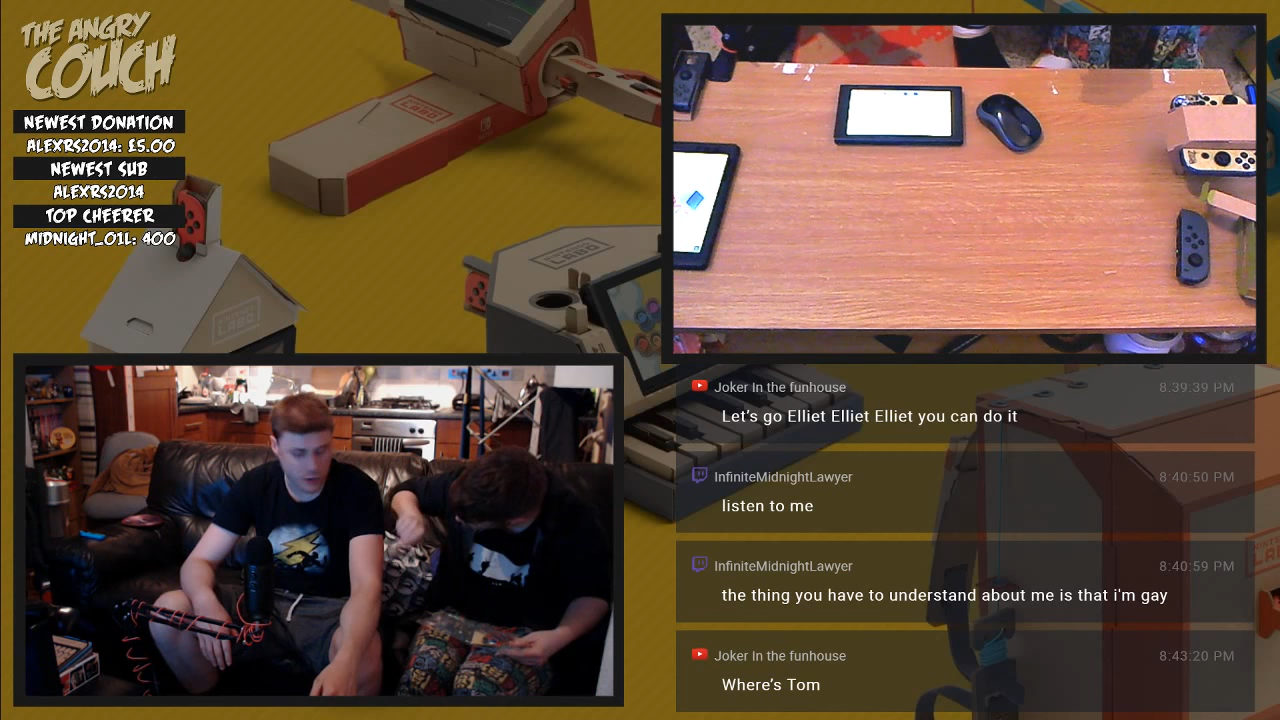 THE ANGRY
COUCH
NEWEST DONATION
ALEXRS2014: £5.00
NEWEST SUB
ALEXRS2014
TOP CHEERER
MIDNIGHT_01L: 400
Joker In the funhouse 8:39:39 PM
Let's go Elliet Elliet Elliet you can do it
InfiniteMidnightLawyer 8:40:50 PM
listen to me
InfiniteMidnightLawyer 8:40:59 PM
the thing you have to understand about me is that i'm gay
Joker In the funhouse 8:43:20 PM
Where's Tom